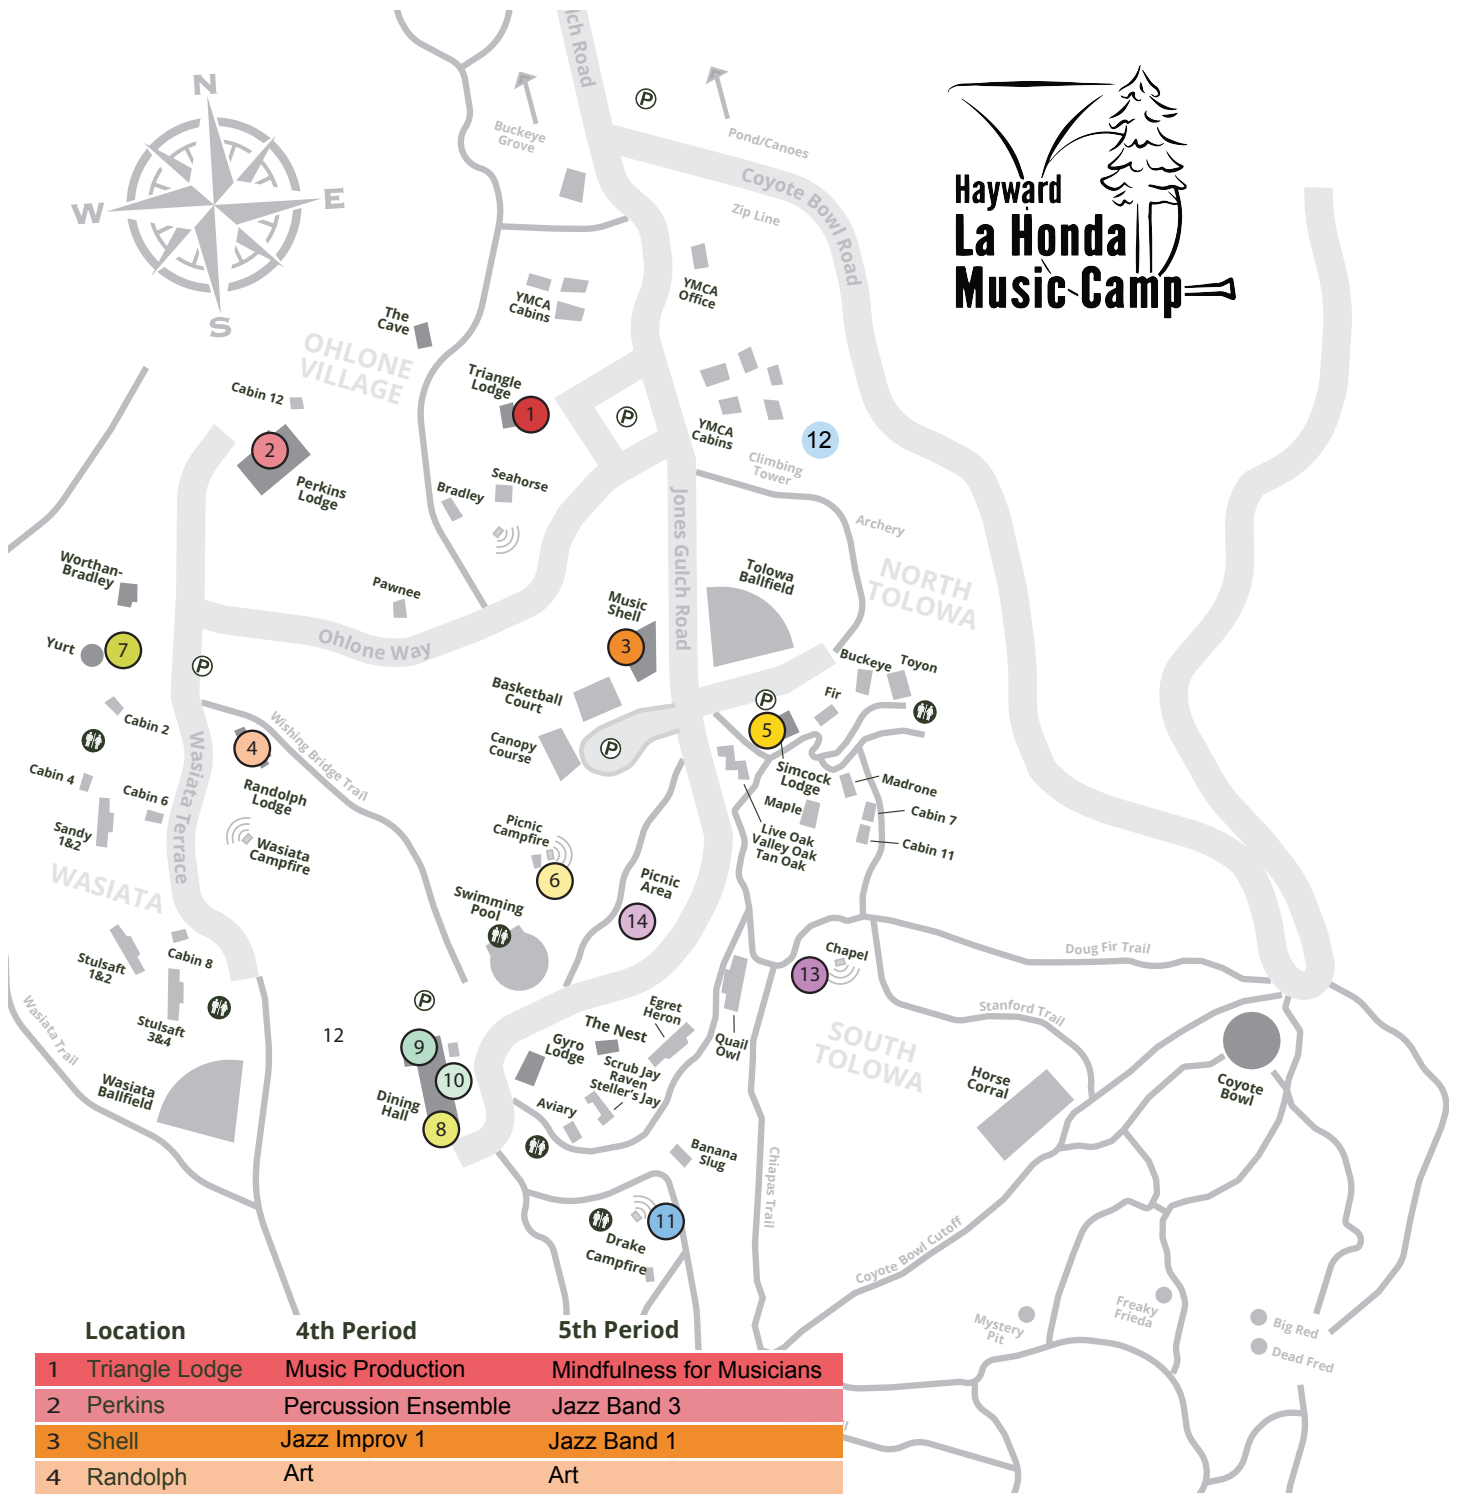 N
W
E
S
lch Road
P
Buckeye
Grove
Pond/Canoes
Coyote Bowl Road
Zip Line
Hayward
La Honda
Music Camp
YMCA
Office
YMCA
Cabins
The
Cave
OHLONE
VILLAGE
Triangle
Lodge
1
P
Cabin 12
2
Perkins
Lodge
YMCA
Cabins
12
Climbing
Tower
Seahorse
Bradley
Jones Gulch Road
Archery
Worthan-
Bradley
Pawnee
Tolowa
Ballfield
NORTH
TOLOWA
Music
Shell
3
Ohlone Way
Yurt
7
P
Buckeye
Toyon
Fir
Basketball
Court
P
5
Cabin 2
Wishing Bridge Trail
4
Canopy
Course
P
Simcock
Lodge
Madrone
Cabin 4
Cabin 6
Randolph
Lodge
Maple
Cabin 7
Sandy
1&2
Wasiata Terrace
Wasiata
Campfire
Picnic
Campfire
Live Oak
Valley Oak
Tan Oak
Cabin 11
WASIATA
6
Picnic
Area
14
Swimming
Pool
Stulsaft
1&2
Cabin 8
Chapel
13
Doug Fir Trail
Wasiata Trail
Stulsaft
3&4
P
12
9
Egret
Heron
The Nest
Gyro
Lodge
Quail
Owl
SOUTH
TOLOWA
Stanford Trail
10
Scrub Jay
Raven
Steller's Jay
Horse
Corral
Coyote
Bowl
Wasiata
Ballfield
Dining
Hall
8
Aviary
Banana
Slug
Chiapas Trail
11
Drake
Campfire
Coyote Bowl Cutoff
Mystery
Pit
Freaky
Frieda
Big Red
Dead Fred
Location 4th Period 5th Period
1 Triangle Lodge Music Production Mindfulness for Musicians
2 Perkins Percussion Ensemble Jazz Band 3
3 Shell Jazz Improv 1 Jazz Band 1
4 Randolph Art Art